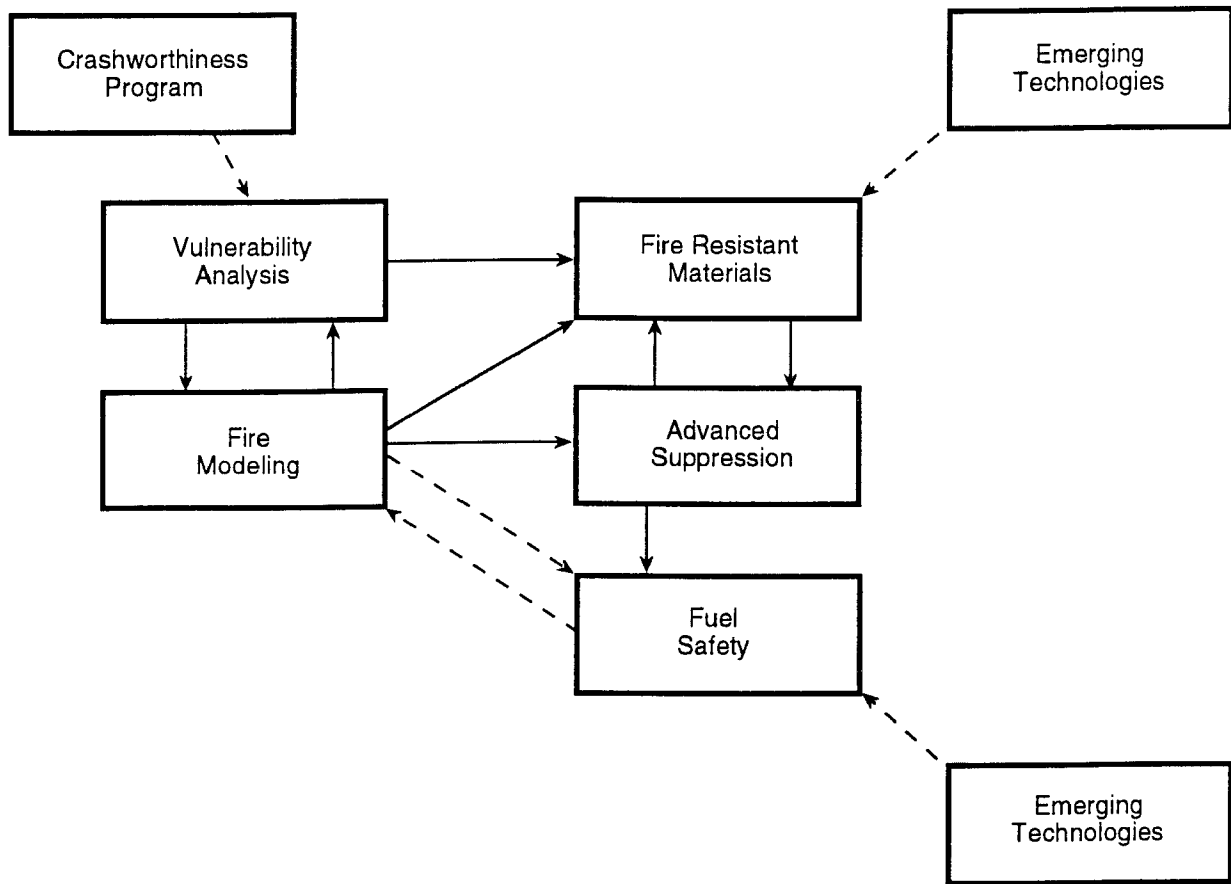 Crashworthiness
Program
Emerging
Technologies
Vulnerability
Analysis
Fire Resistant
Materials
Fire
Modeling
Advanced
Suppression
Fuel
Safety
Emerging
Technologies